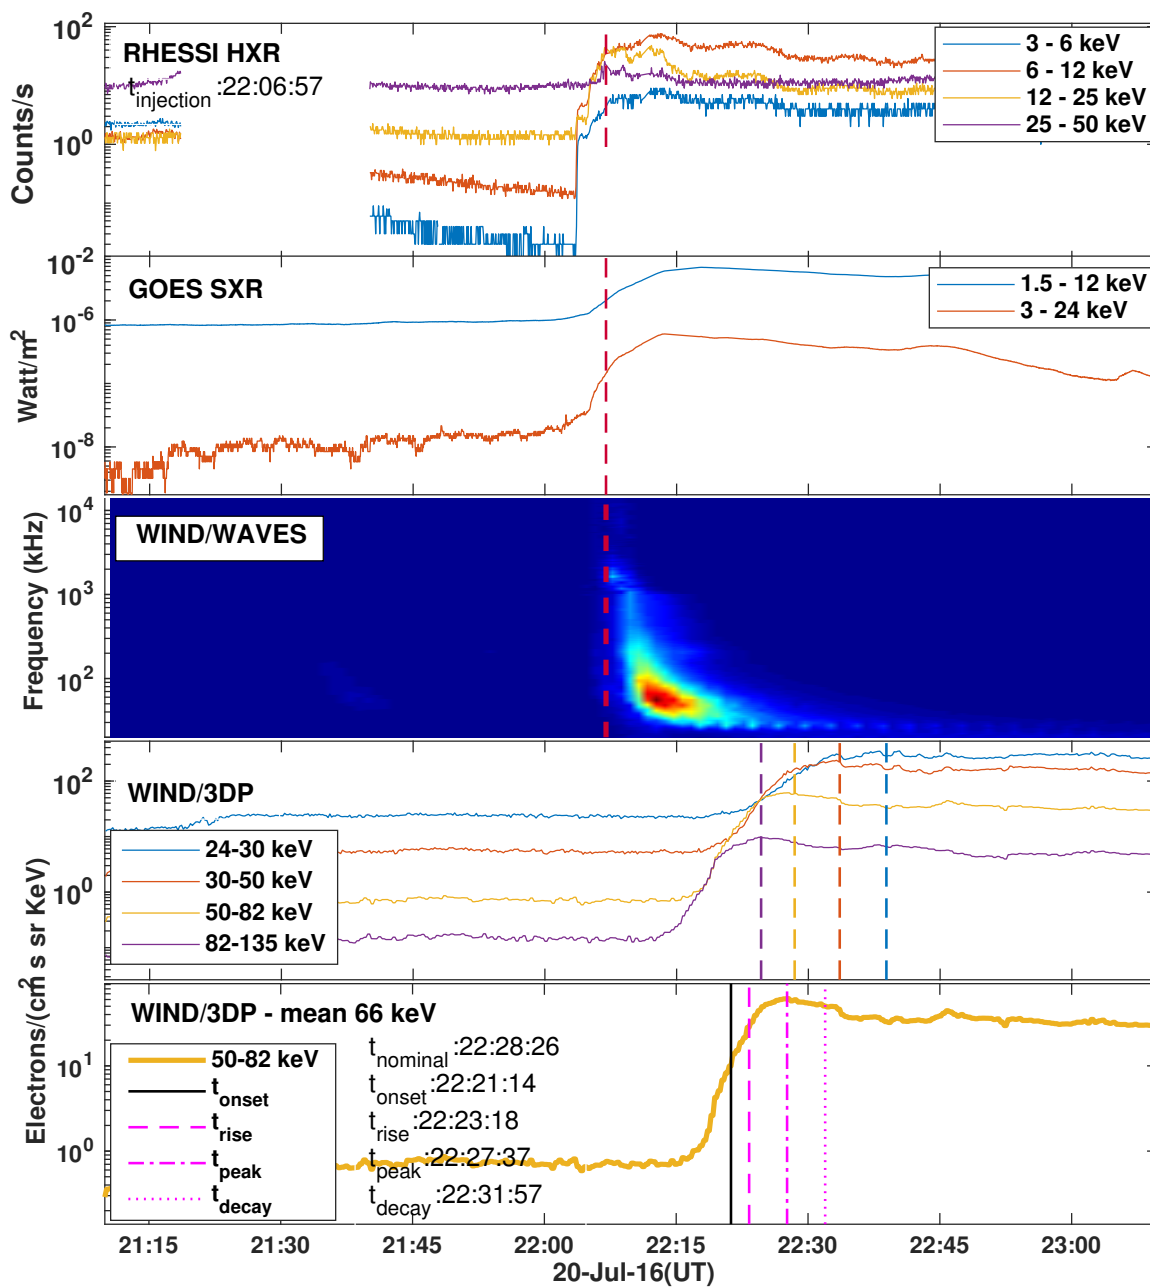 RHESSI HXR
t_injection :22:06:57
3 - 6 keV
6 - 12 keV
12 - 25 keV
25 - 50 keV
10^2
10^0
10^-2
Counts/s
GOES SXR
1.5 - 12 keV
3 - 24 keV
10^-2
10^-6
10^-8
Watt/m^2
WIND/WAVES
10^4
10^3
10^2
Frequency (kHz)
WIND/3DP
24-30 keV
30-50 keV
50-82 keV
82-135 keV
10^2
10^0
Electrons/(cm^2 s sr KeV)
WIND/3DP - mean 66 keV
50-82 keV
t_onset
t_rise
t_peak
t_decay
t_nominal :22:28:26
t_onset :22:21:14
t_rise :22:23:18
t_peak :22:27:37
t_decay :22:31:57
10^1
10^0
21:15 21:30 21:45 22:00 22:15 22:30 22:45 23:00
20-Jul-16(UT)